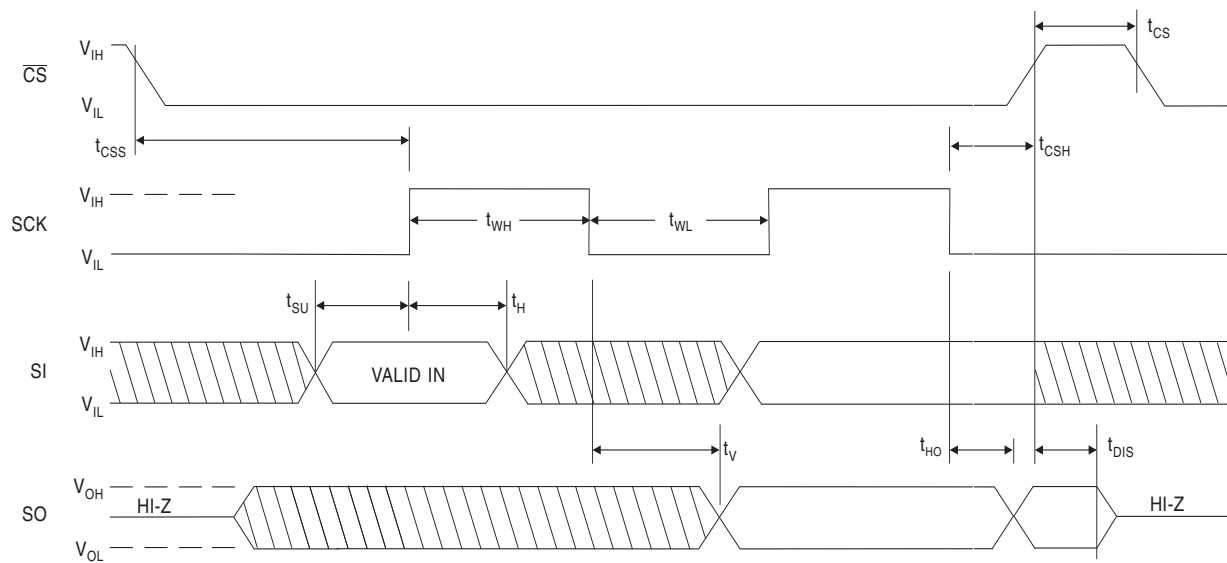 t_CS
V_IH
C̅S̅
V_IL
t_CSS
t_CSH
V_IH
SCK
t_WH
t_WL
V_IL
t_SU
t_H
V_IH
SI
VALID IN
V_IL
t_V
t_HO
t_DIS
V_OH
SO
HI-Z
HI-Z
V_OL